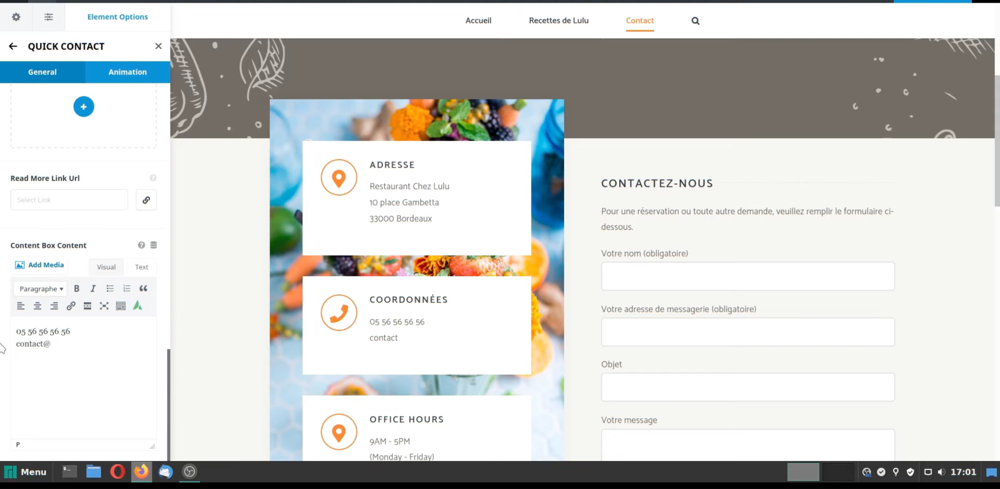 Element Options
QUICK CONTACT
General
Animation
Read More Link Url
Select Link
Content Box Content
Add Media
Visual
Text
Paragraphe
05 56 56 56 56
contact@
P
Accueil
Recettes de Lulu
Contact
ADRESSE
Restaurant Chez Lulu
10 place Gambetta
33000 Bordeaux
COORDONNÉES
05 56 56 56 56
contact
OFFICE HOURS
9AM - 5PM
(Monday - Friday)
CONTACTEZ-NOUS
Pour une réservation ou toute autre demande, veuillez remplir le formulaire ci-
dessous.
Votre nom (obligatoire)
Votre adresse de messagerie (obligatoire)
Objet
Votre message
Menu
REC
17:01